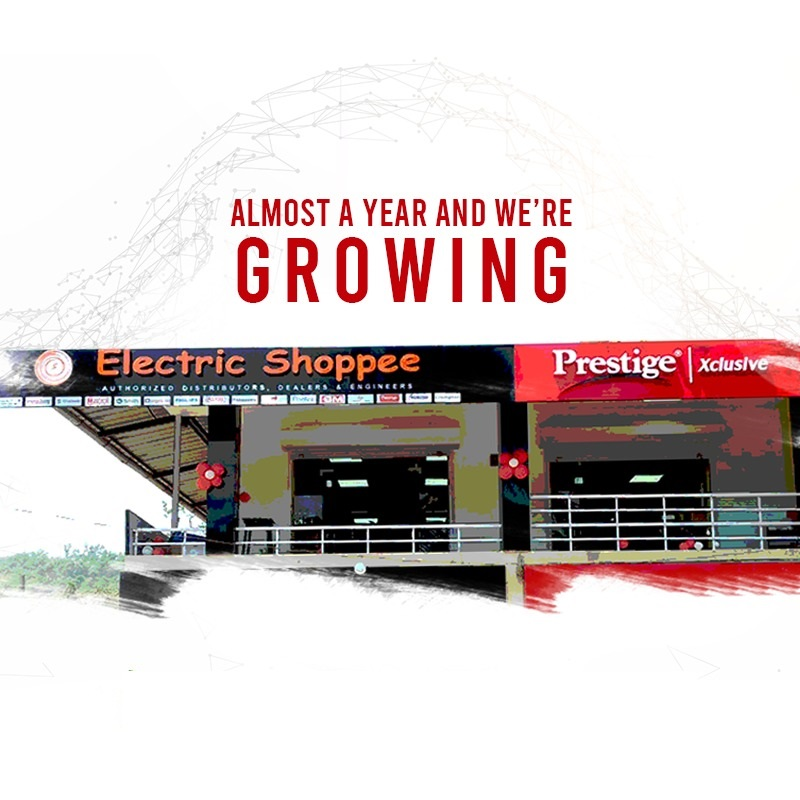 ALMOST A YEAR AND WE'RE
GROWING
Electric Shoppee
AUTHORIZED DISTRIBUTORS, DEALERS & ENGINEERS
Prestige® | Xclusive